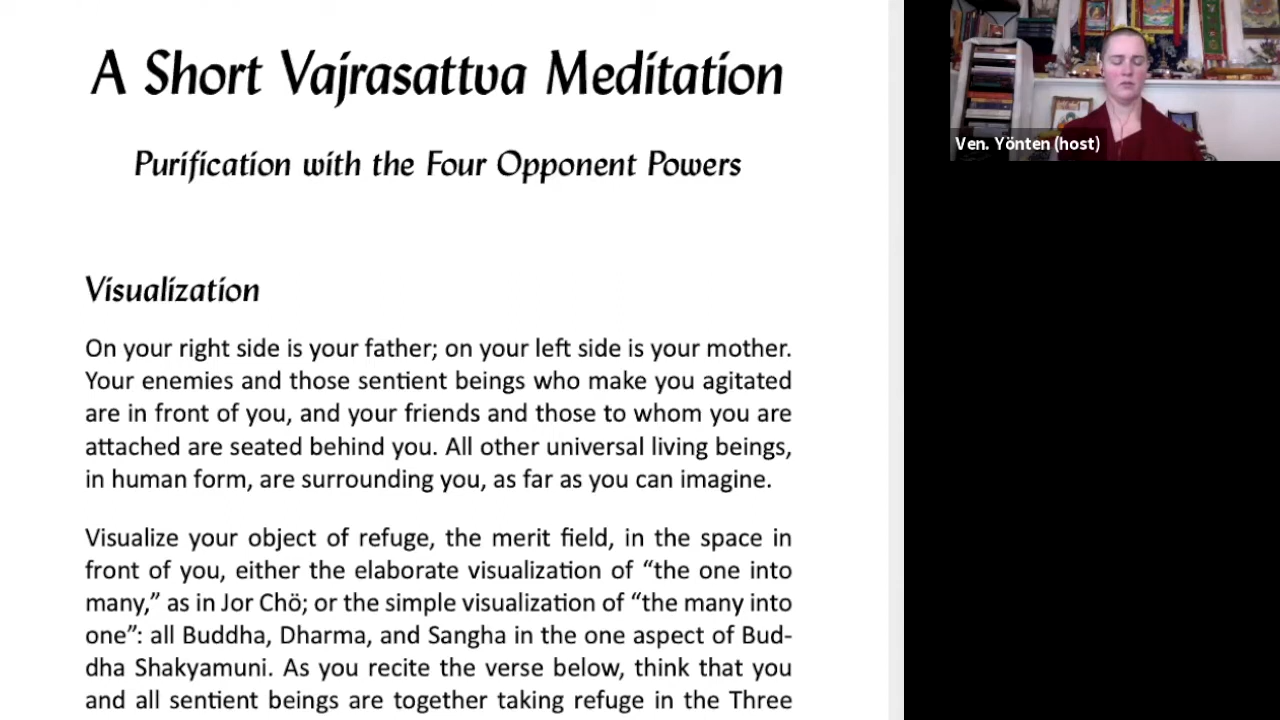 A Short Vajrasattva Meditation
Purification with the Four Opponent Powers
Visualization
On your right side is your father; on your left side is your mother.
Your enemies and those sentient beings who make you agitated
are in front of you, and your friends and those to whom you are
attached are seated behind you. All other universal living beings,
in human form, are surrounding you, as far as you can imagine.
Visualize your object of refuge, the merit field, in the space in
front of you, either the elaborate visualization of “the one into
many,” as in Jor Chö; or the simple visualization of “the many into
one”: all Buddha, Dharma, and Sangha in the one aspect of Bud-
dha Shakyamuni. As you recite the verse below, think that you
and all sentient beings are together taking refuge in the Three
Ven. Yönten (host)